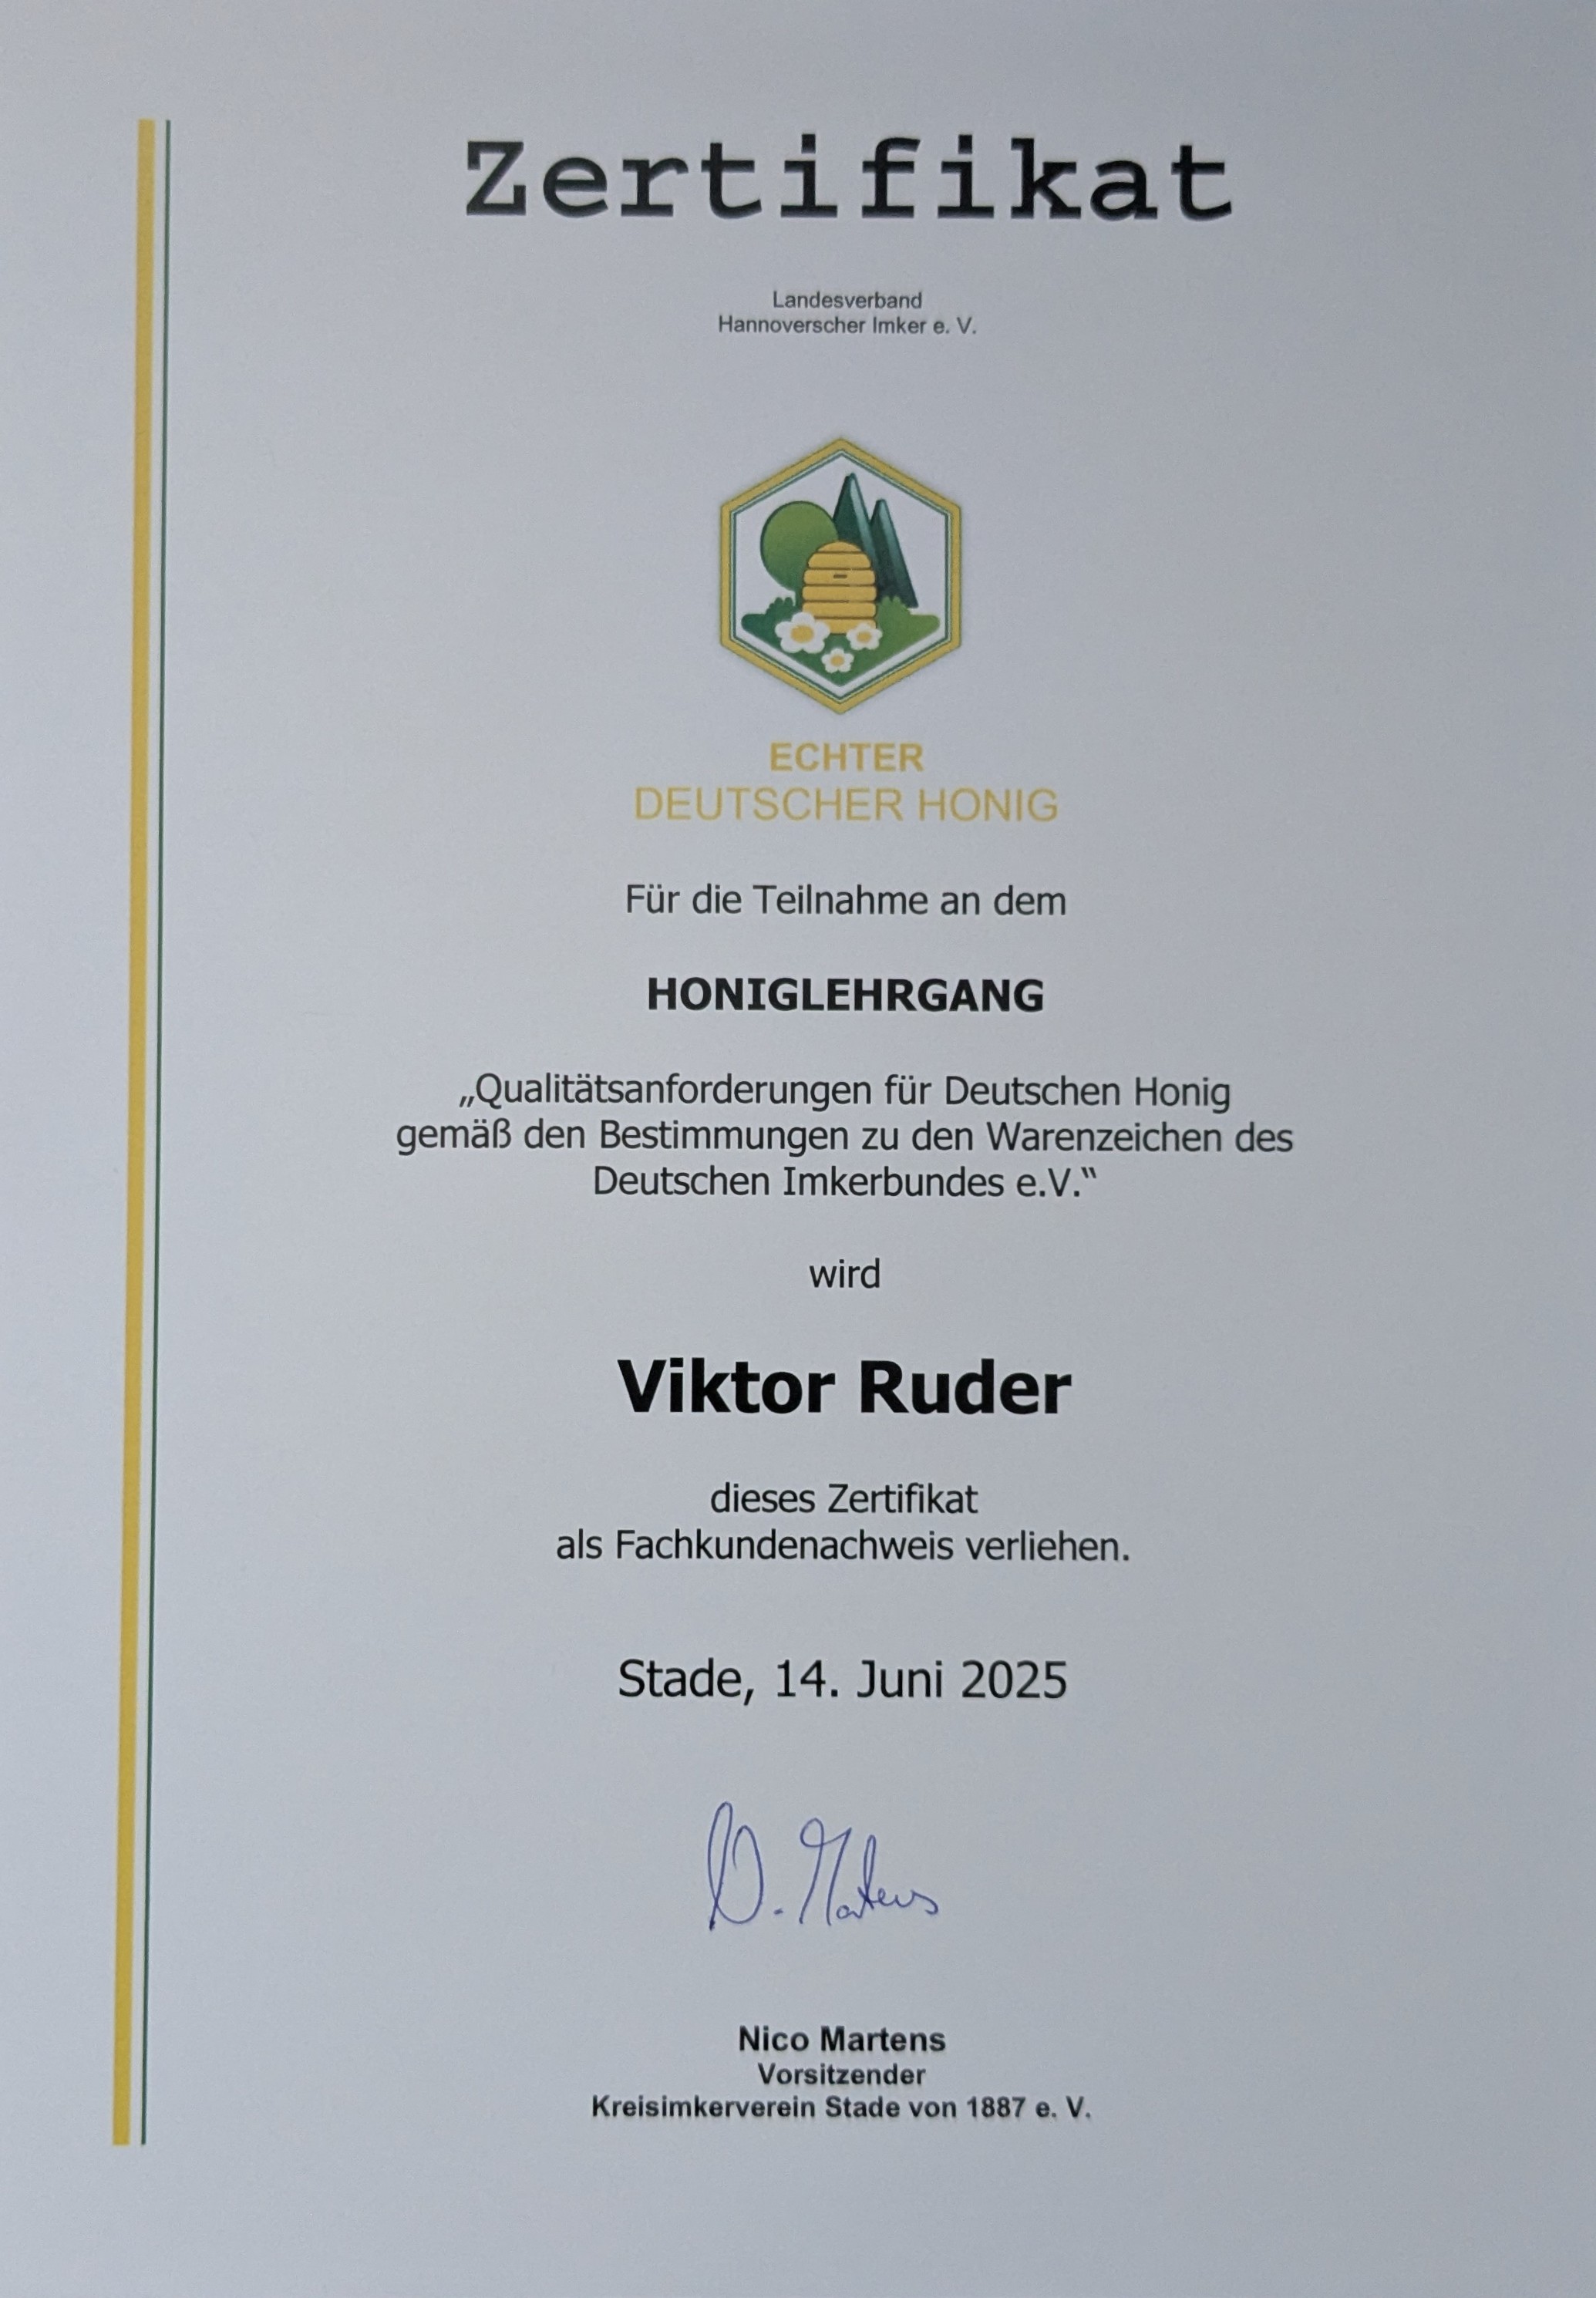 Zertifikat
Landesverband
Hannoverscher Imker e. V.
ECHTER
DEUTSCHER HONIG
Für die Teilnahme an dem
HONIGLEHRGANG
„Qualitätsanforderungen für Deutschen Honig
gemäß den Bestimmungen zu den Warenzeichen des
Deutschen Imkerbundes e.V.“
wird
Viktor Ruder
dieses Zertifikat
als Fachkundenachweis verliehen.
Stade, 14. Juni 2025
N. Martens
Nico Martens
Vorsitzender
Kreisimkerverein Stade von 1887 e. V.